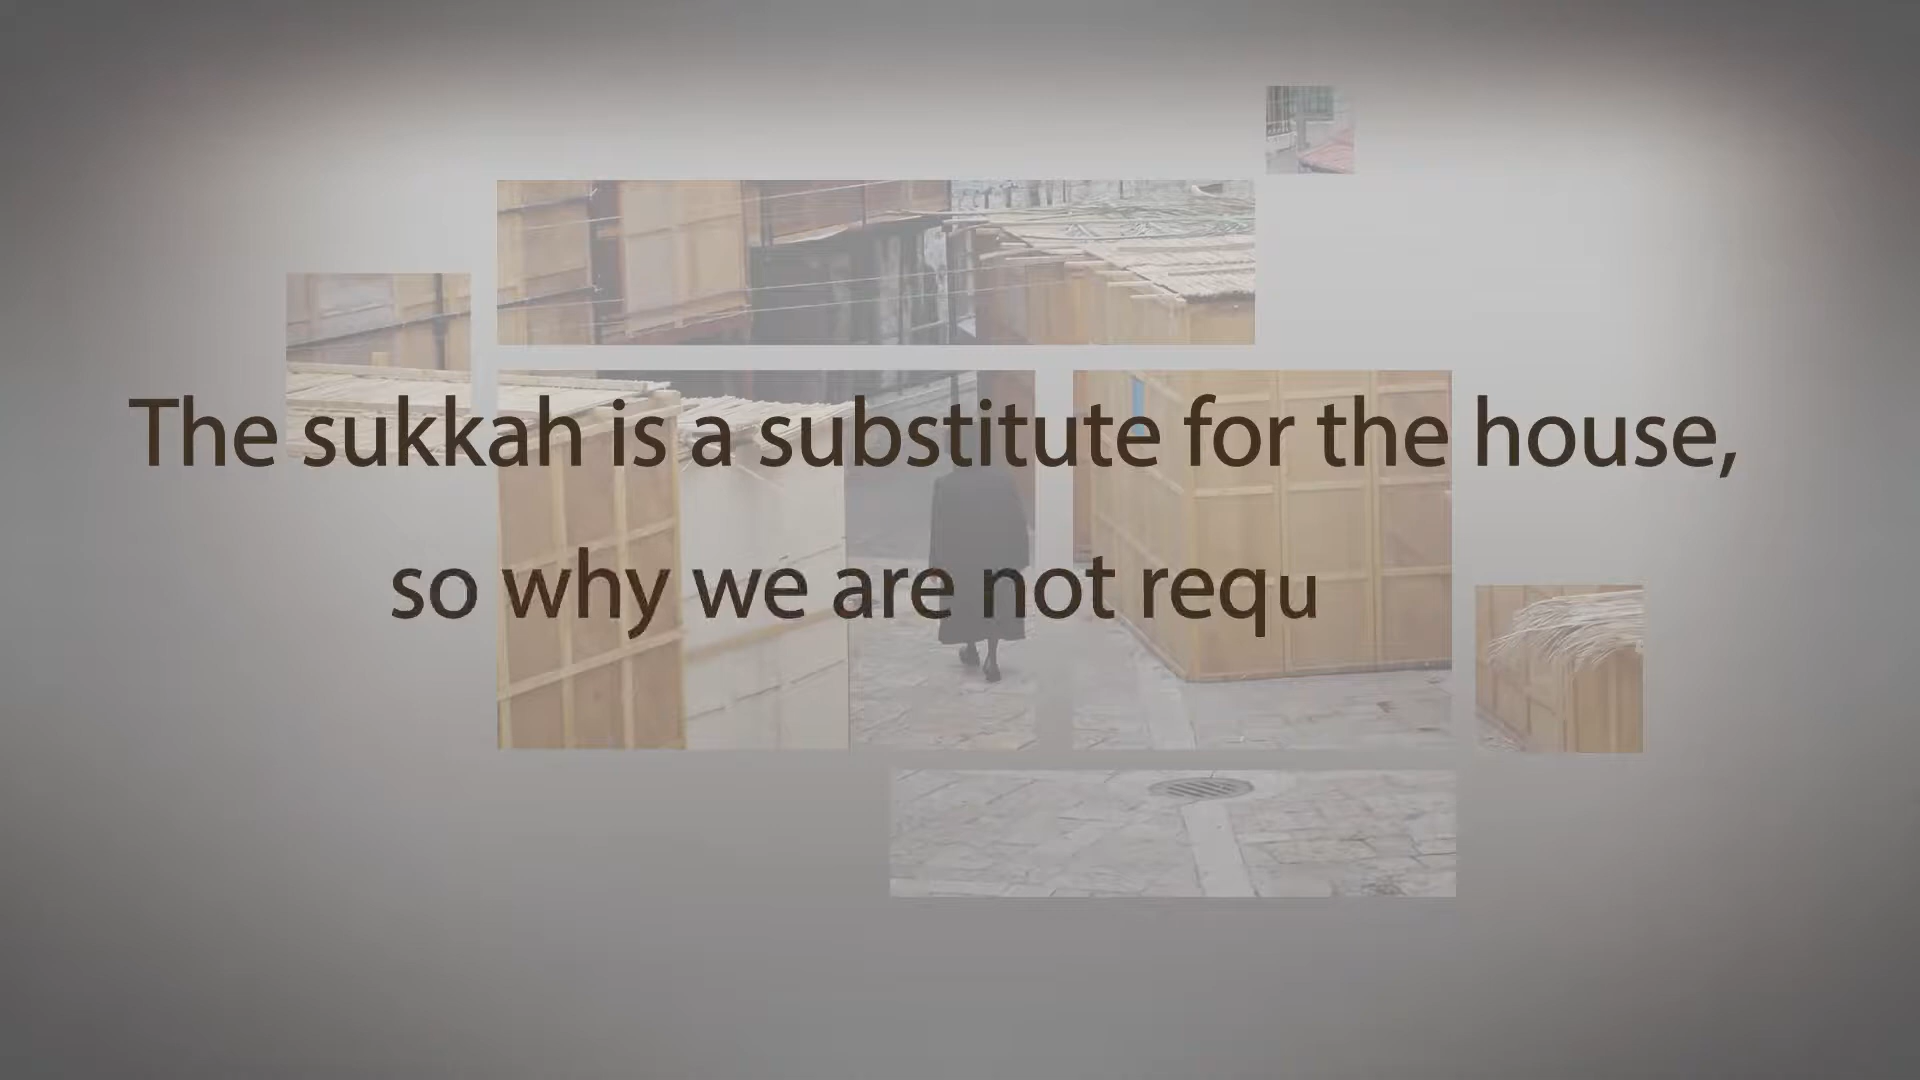 The sukkah is a substitute for the house,
so why we are not requ